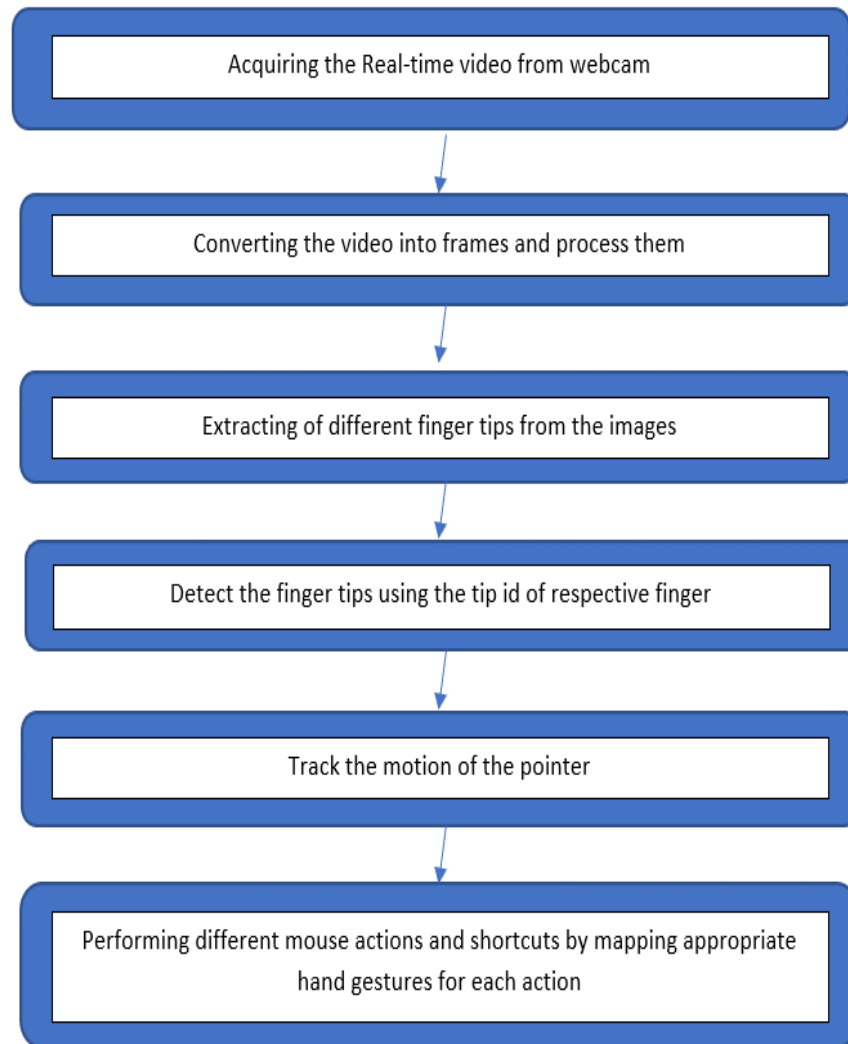 Acquiring the Real-time video from webcam
Converting the video into frames and process them
Extracting of different finger tips from the images
Detect the finger tips using the tip id of respective finger
Track the motion of the pointer
Performing different mouse actions and shortcuts by mapping appropriate
hand gestures for each action